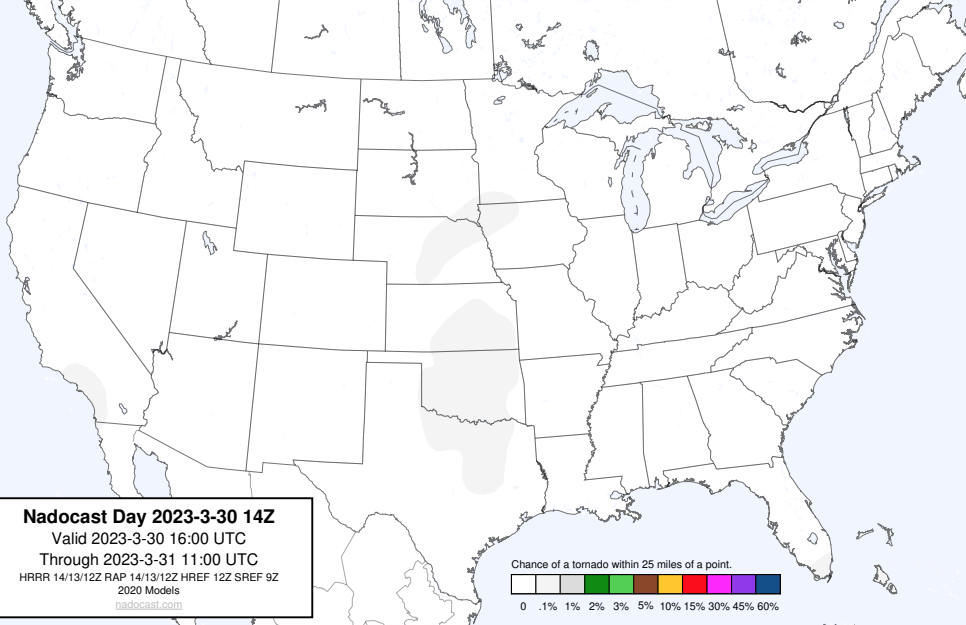 Nadocast Day 2023-3-30 14Z
Valid 2023-3-30 16:00 UTC
Through 2023-3-31 11:00 UTC
HRRR 14/13/12Z RAP 14/13/12Z HREF 12Z SREF 9Z
2020 Models
nadocast.com
Chance of a tornado within 25 miles of a point.
0 .1% 1% 2% 3% 5% 10% 15% 30% 45% 60%